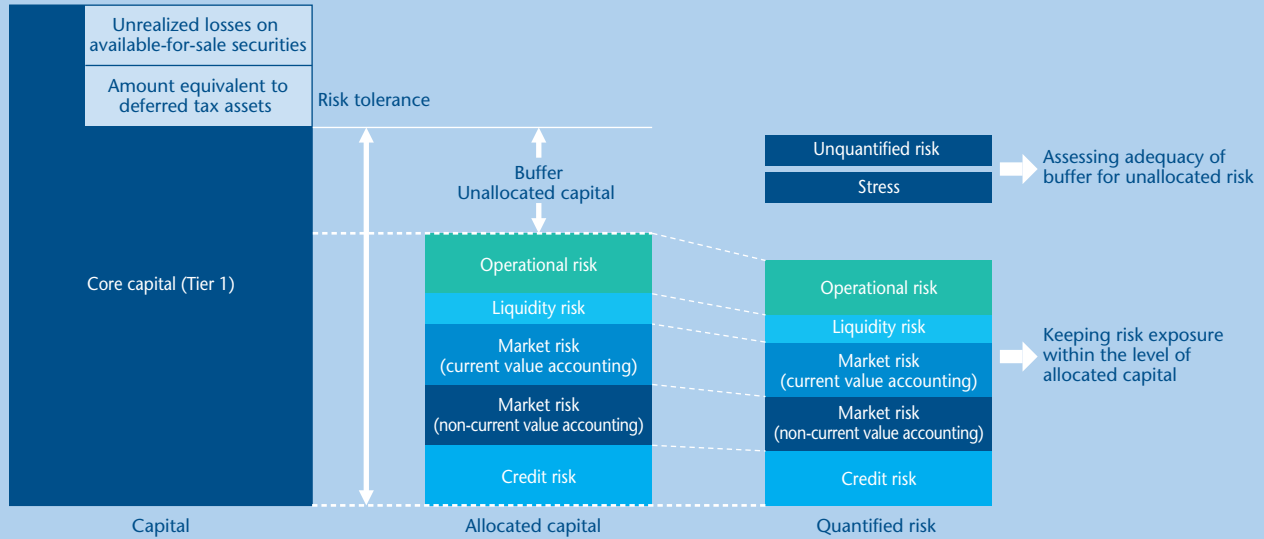 Unrealized losses on
available-for-sale securities
Amount equivalent to
deferred tax assets
Risk tolerance
Core capital (Tier 1)
Capital
Buffer
Unallocated capital
Operational risk
Liquidity risk
Market risk
(current value accounting)
Market risk
(non-current value accounting)
Credit risk
Allocated capital
Unquantified risk
Stress
Operational risk
Liquidity risk
Market risk
(current value accounting)
Market risk
(non-current value accounting)
Credit risk
Quantified risk
Assessing adequacy of
buffer for unallocated risk
Keeping risk exposure
within the level of
allocated capital